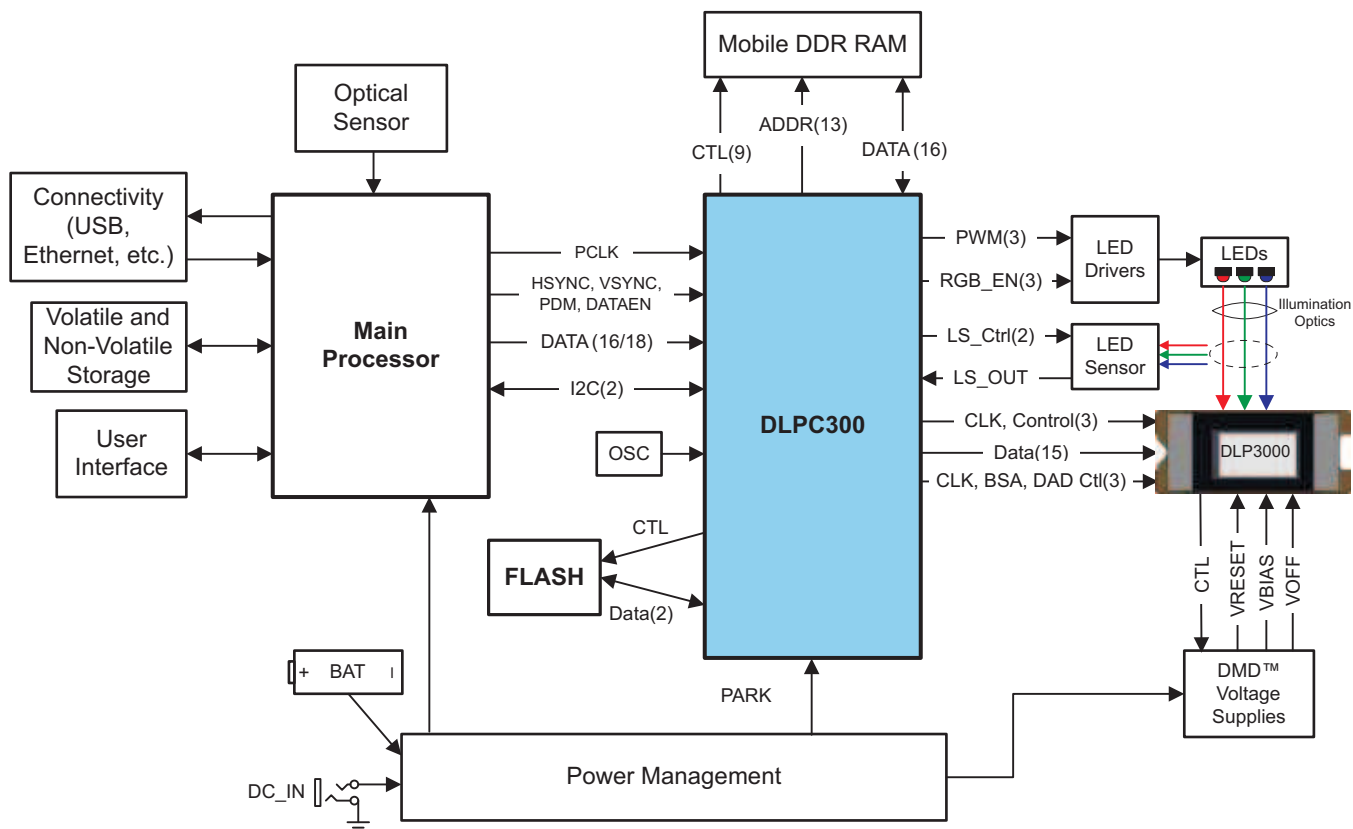 Mobile DDR RAM
Optical
Sensor
CTL(9)
ADDR(13)
DATA (16)
Connectivity
(USB,
Ethernet, etc.)
Volatile and
Non-Volatile
Storage
User
Interface
Main
Processor
PCLK
HSYNC, VSYNC,
PDM, DATAEN
DATA (16/18)
I2C(2)
OSC
CTL
FLASH
Data(2)
DLPC300
PWM(3)
RGB_EN(3)
LS_Ctrl(2)
LS_OUT
CLK, Control(3)
Data(15)
CLK, BSA, DAD Ctl(3)
LED
Drivers
LEDs
Illumination
Optics
LED
Sensor
DLP3000
CTL
VRESET
VBIAS
VOFF
DMD™
Voltage
Supplies
+ BAT –
PARK
Power Management
DC_IN